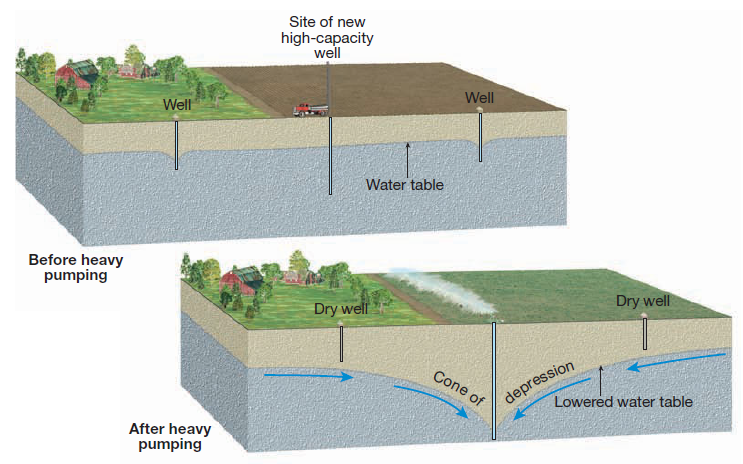 Site of new
high-capacity
well
Well
Well
Water table
Before heavy
pumping
Dry well
Dry well
Cone of depression
Lowered water table
After heavy
pumping